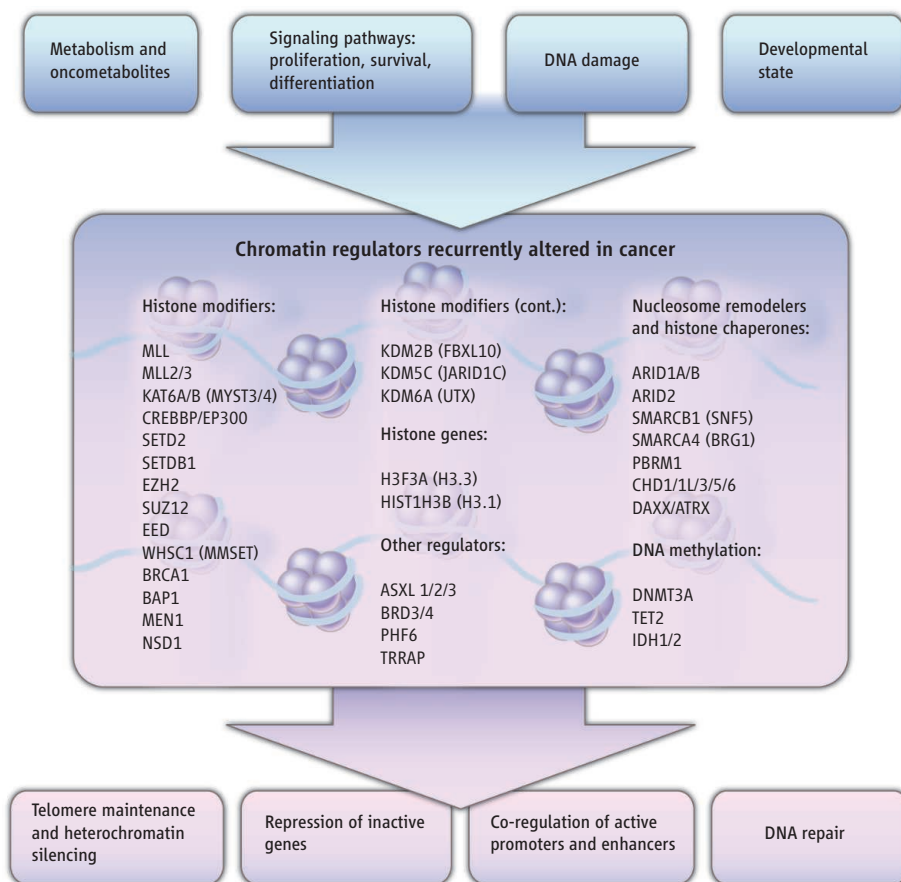 Metabolism and
oncometabolites
Signaling pathways:
proliferation, survival,
differentiation
DNA damage
Developmental
state
Chromatin regulators recurrently altered in cancer
Histone modifiers:
MLL
MLL2/3
KAT6A/B (MYST3/4)
CREBBP/EP300
SETD2
SETDB1
EZH2
SUZ12
EED
WHSC1 (MMSET)
BRCA1
BAP1
MEN1
NSD1
Histone modifiers (cont.):
KDM2B (FBXL10)
KDM5C (JARID1C)
KDM6A (UTX)
Histone genes:
H3F3A (H3.3)
HIST1H3B (H3.1)
Other regulators:
ASXL 1/2/3
BRD3/4
PHF6
TRRAP
Nucleosome remodelers
and histone chaperones:
ARID1A/B
ARID2
SMARCB1 (SNF5)
SMARCA4 (BRG1)
PBRM1
CHD1/1L/3/5/6
DAXX/ATRX
DNA methylation:
DNMT3A
TET2
IDH1/2
Telomere maintenance
and heterochromatin
silencing
Repression of inactive
genes
Co-regulation of active
promoters and enhancers
DNA repair